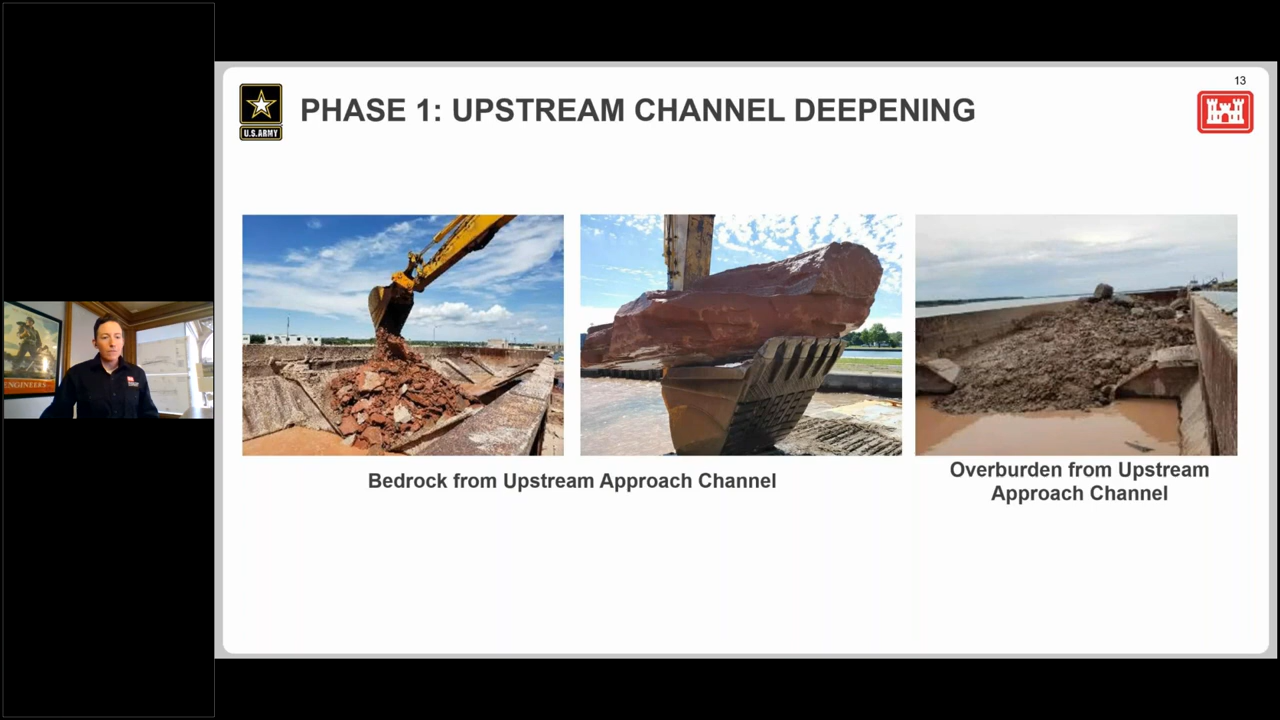 13
U.S.ARMY
PHASE 1: UPSTREAM CHANNEL DEEPENING
ENGINEERS
Bedrock from Upstream Approach Channel
Overburden from Upstream
Approach Channel